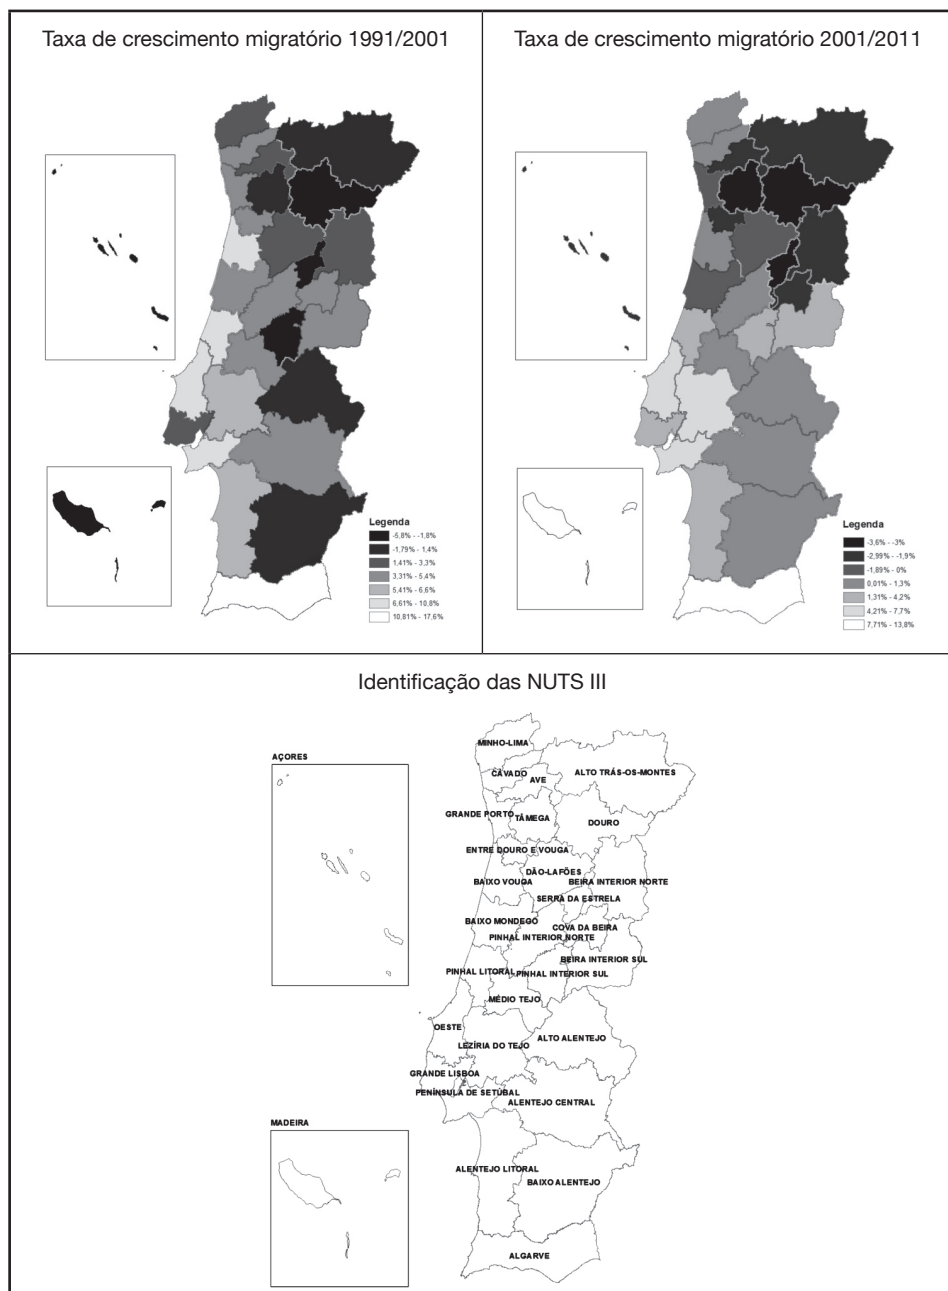 Taxa de crescimento migratório 1991/2001
Taxa de crescimento migratório 2001/2011
Legenda
-5,8% - -1,8%
-1,79% - 1,4%
1,41% - 3,3%
3,31% - 5,4%
5,41% - 6,6%
6,61% - 10,8%
10,81% - 17,6%
Legenda
-3,6% - -3%
-2,99% - -1,9%
-1,89% - 0%
0,01% - 1,3%
1,31% - 4,2%
4,21% - 7,7%
7,71% - 13,8%
Identificação das NUTS III
MINHO-LIMA
AÇORES
CÁVADO
AVE
ALTO TRÁS-OS-MONTES
GRANDE PORTO
TÂMEGA
DOURO
ENTRE DOURO E VOUGA
DÃO-LAFÕES
BAIXO VOUGA
BEIRA INTERIOR NORTE
SERRA DA ESTRELA
BAIXO MONDEGO
COVA DA BEIRA
PINHAL INTERIOR NORTE
BEIRA INTERIOR SUL
PINHAL LITORAL
PINHAL INTERIOR SUL
MÉDIO TEJO
OESTE
ALTO ALENTEJO
LEZÍRIA DO TEJO
GRANDE LISBOA
PENÍNSULA DE SETÚBAL
ALENTEJO CENTRAL
MADEIRA
ALENTEJO LITORAL
BAIXO ALENTEJO
ALGARVE